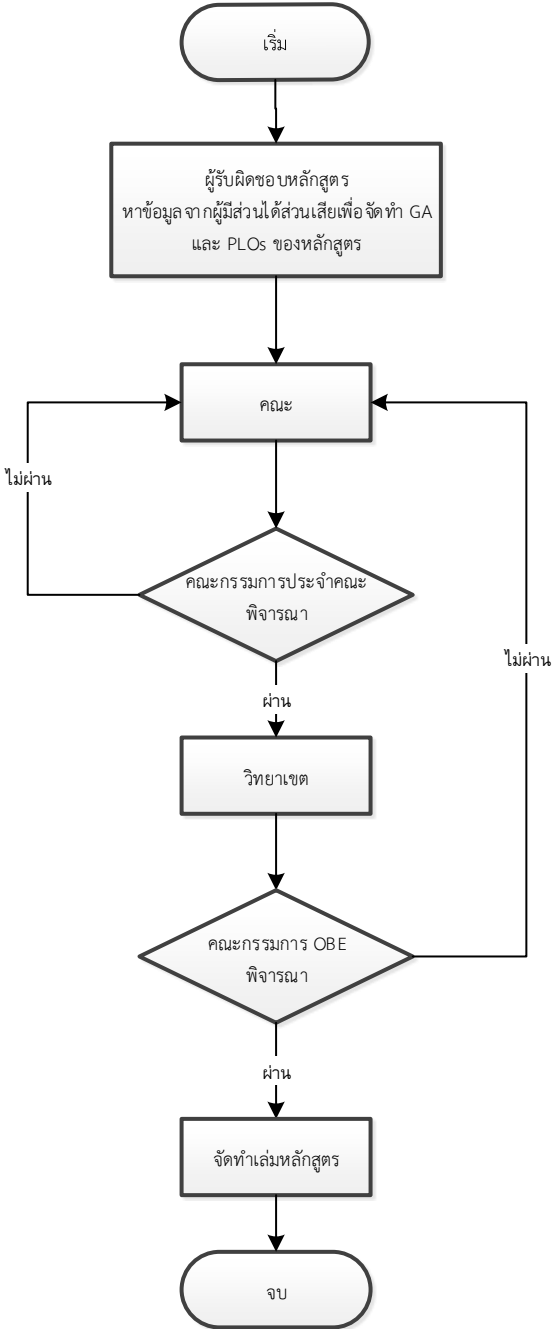 เริ่ม
ผู้รับผิดชอบหลักสูตร
หาข้อมูลจากผู้มีส่วนได้ส่วนเสียเพื่อจัดทำ GA
และ PLOs ของหลักสูตร
คณะ
ไม่ผ่าน
คณะกรรมการประจำคณะ
พิจารณา
ไม่ผ่าน
ผ่าน
วิทยาเขต
คณะกรรมการ OBE
พิจารณา
ผ่าน
จัดทำเล่มหลักสูตร
จบ